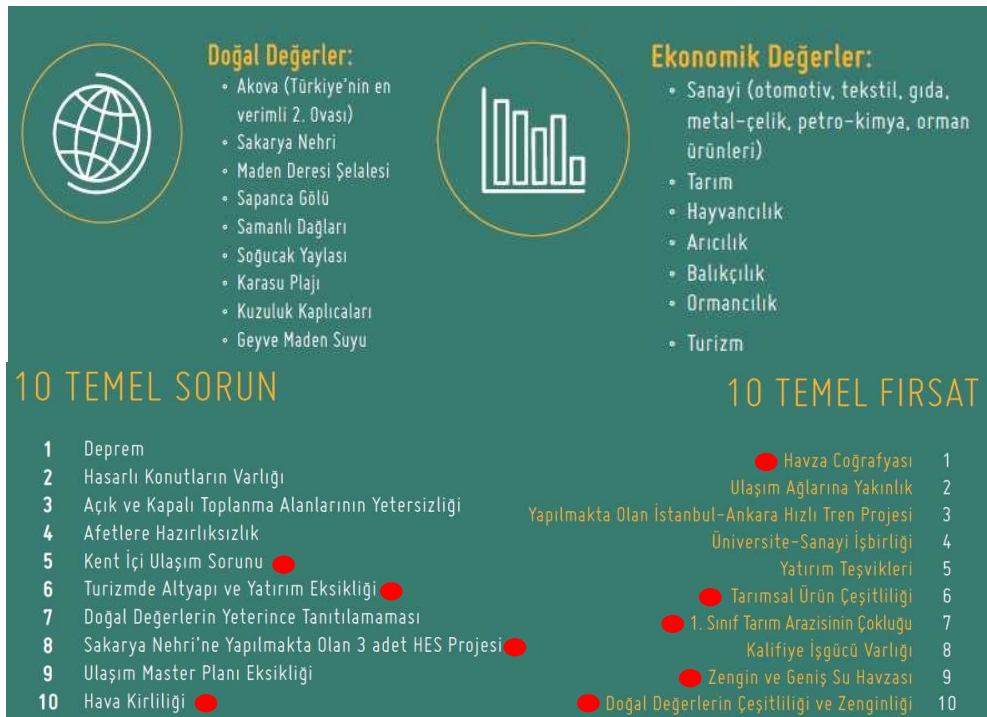 Doğal Değerler:
• Akova (Türkiye'nin en
verimli 2. Ovası)
• Sakarya Nehri
• Maden Deresi Şelalesi
• Sapanca Gölü
• Samanlı Dağları
• Soğucak Yaylası
• Karasu Plajı
• Kuzuluk Kaplıcaları
• Geyve Maden Suyu
Ekonomik Değerler:
• Sanayi (otomotiv, tekstil, gıda,
metal-çelik, petro-kimya, orman
ürünleri)
• Tarım
• Hayvancılık
• Arıcılık
• Balıkçılık
• Ormancılık
• Turizm
10 TEMEL SORUN
1 Deprem
2 Hasarlı Konutların Varlığı
3 Açık ve Kapalı Toplanma Alanlarının Yetersizliği
4 Afetlere Hazırlıksızlık
5 Kent İçi Ulaşım Sorunu
6 Turizmde Altyapı ve Yatırım Eksikliği
7 Doğal Değerlerin Yeterince Tanıtılamaması
8 Sakarya Nehri'ne Yapılmakta Olan 3 adet HES Projesi
9 Ulaşım Master Planı Eksikliği
10 Hava Kirliliği
10 TEMEL FIRSAT
Havza Coğrafyası 1
Ulaşım Ağlarına Yakınlık 2
Yapılmakta Olan İstanbul-Ankara Hızlı Tren Projesi 3
Üniversite-Sanayi İşbirliği 4
Yatırım Teşvikleri 5
Tarımsal Ürün Çeşitliliği 6
1. Sınıf Tarım Arazisinin Çokluğu 7
Kalifiye İşgücü Varlığı 8
Zengin ve Geniş Su Havzası 9
Doğal Değerlerin Çeşitliliği ve Zenginliği 10